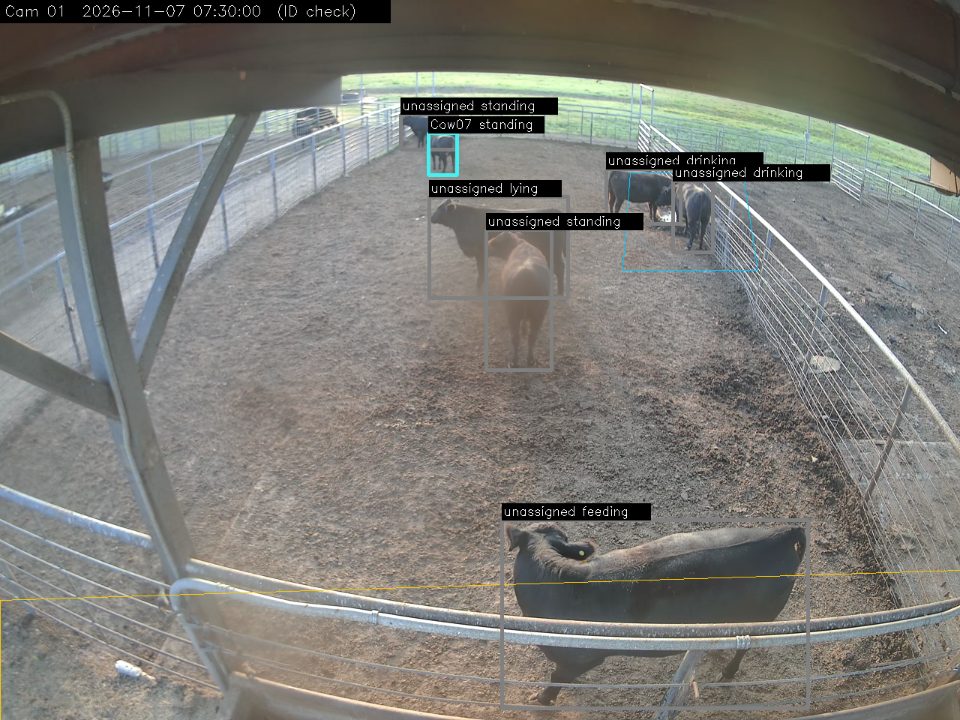 Cam 01 2026-11-07 07:30:00 (ID check)
unassigned standing
Cow07 standing
unassigned drinking
unassigned drinking
unassigned lying
unassigned standing
unassigned feeding